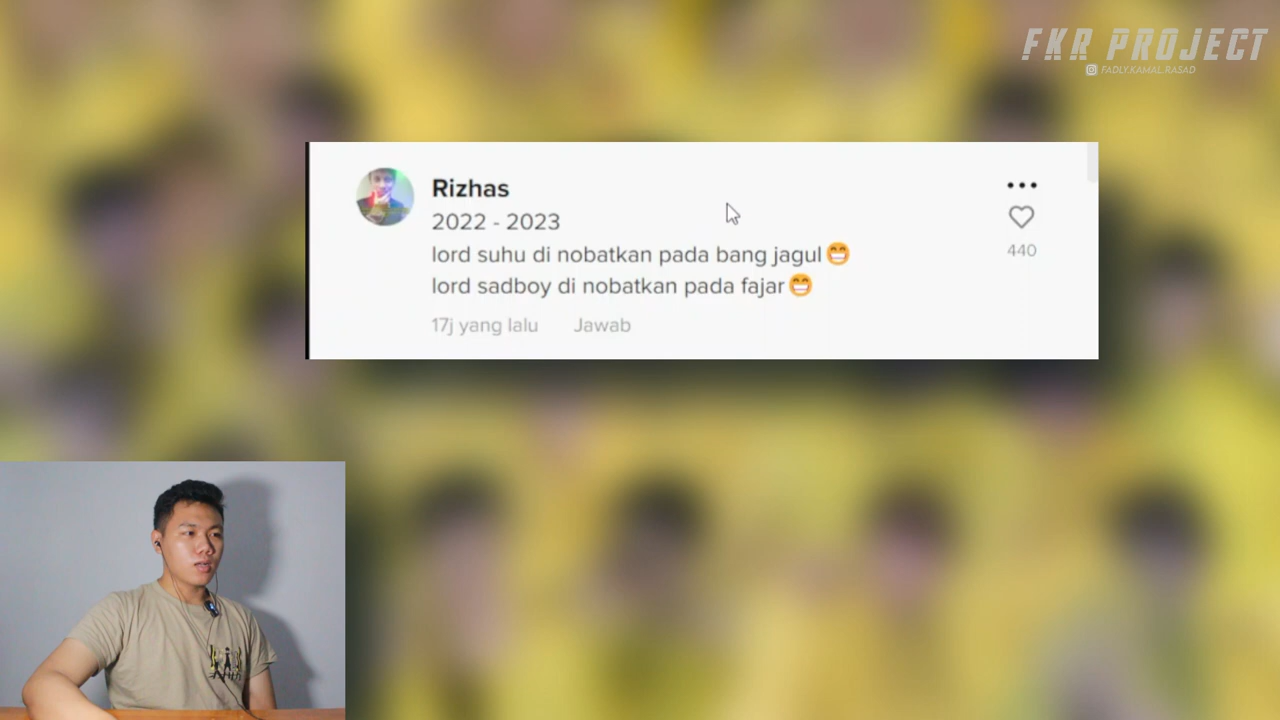 FKR PROJECT
FADLY.KAMAL.RASAD
Rizhas
2022 - 2023
lord suhu di nobatkan pada bang jagul😁
lord sadboy di nobatkan pada fajar😁
440
17j yang lalu Jawab